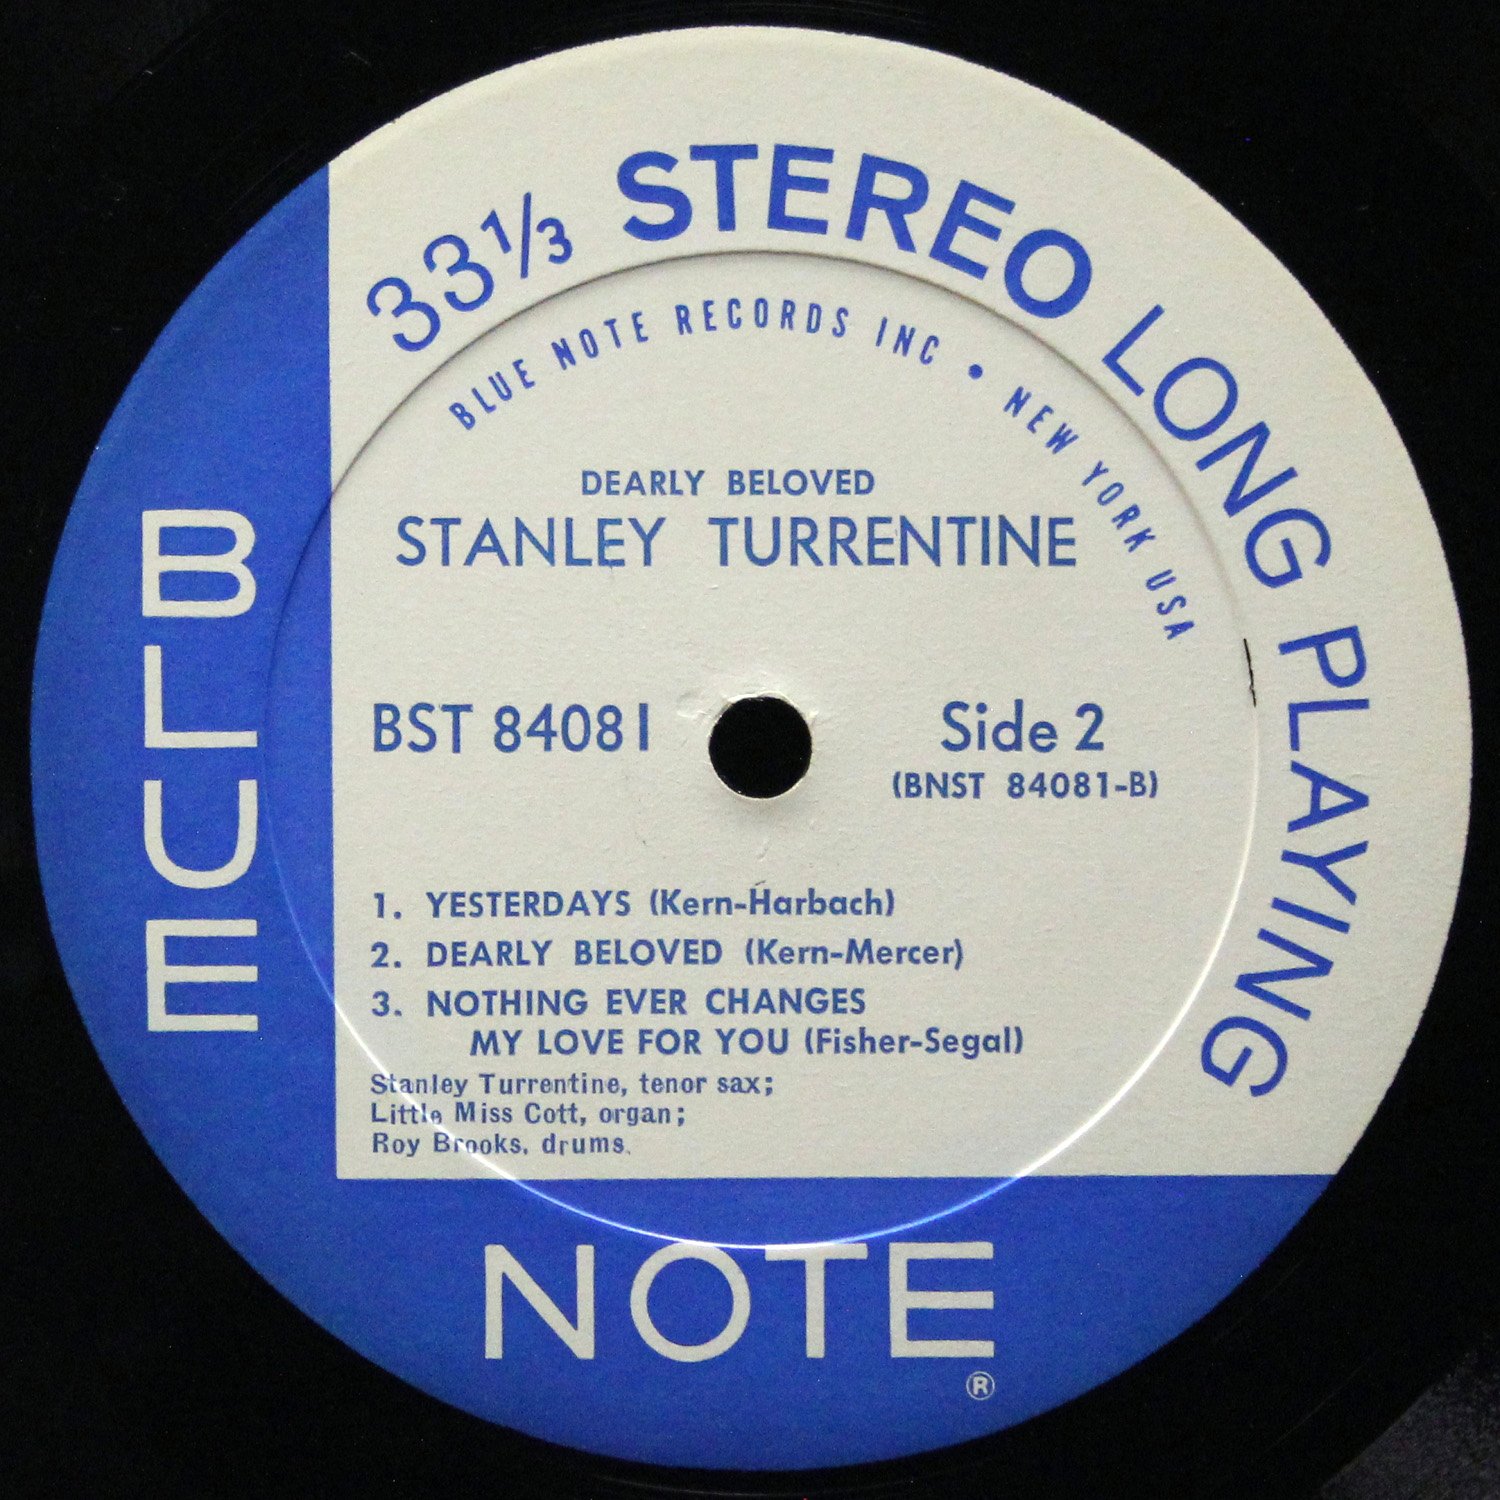 33 1/3 STEREO LONG PLAYING
BLUE NOTE RECORDS INC • NEW YORK USA
DEARLY BELOVED
STANLEY TURRENTINE
BST 84081
Side 2
(BNST 84081-B)
1. YESTERDAYS (Kern-Harbach)
2. DEARLY BELOVED (Kern-Mercer)
3. NOTHING EVER CHANGES
MY LOVE FOR YOU (Fisher-Segal)
Stanley Turrentine, tenor sax;
Little Miss Cott, organ;
Roy Brooks, drums.
BLUE
NOTE
®